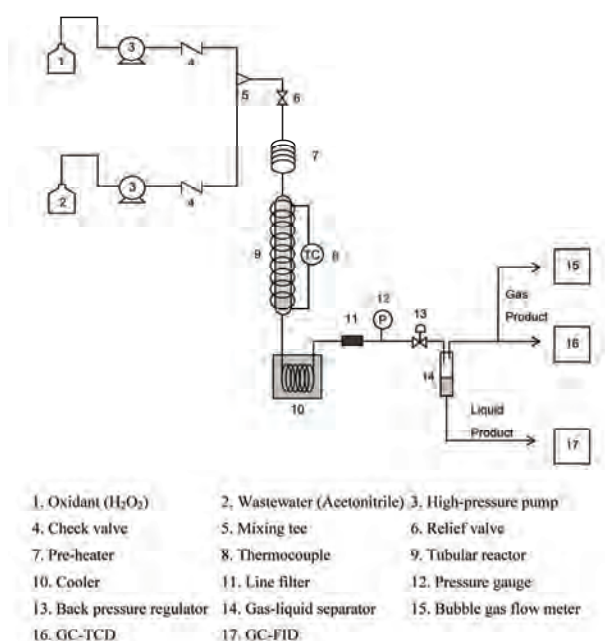 1
3
4
5
6
2
3
4
7
9
TC
8
12
P
13
11
10
14
Gas
Product
15
16
Liquid
Product
17
1. Oxidant (H₂O₂) 2. Wastewater (Acetonitrile) 3. High-pressure pump
4. Check valve 5. Mixing tee 6. Relief valve
7. Pre-heater 8. Thermocouple 9. Tubular reactor
10. Cooler 11. Line filter 12. Pressure gauge
13. Back pressure regulator 14. Gas-liquid separator 15. Bubble gas flow meter
16. GC-TCD 17. GC-FID